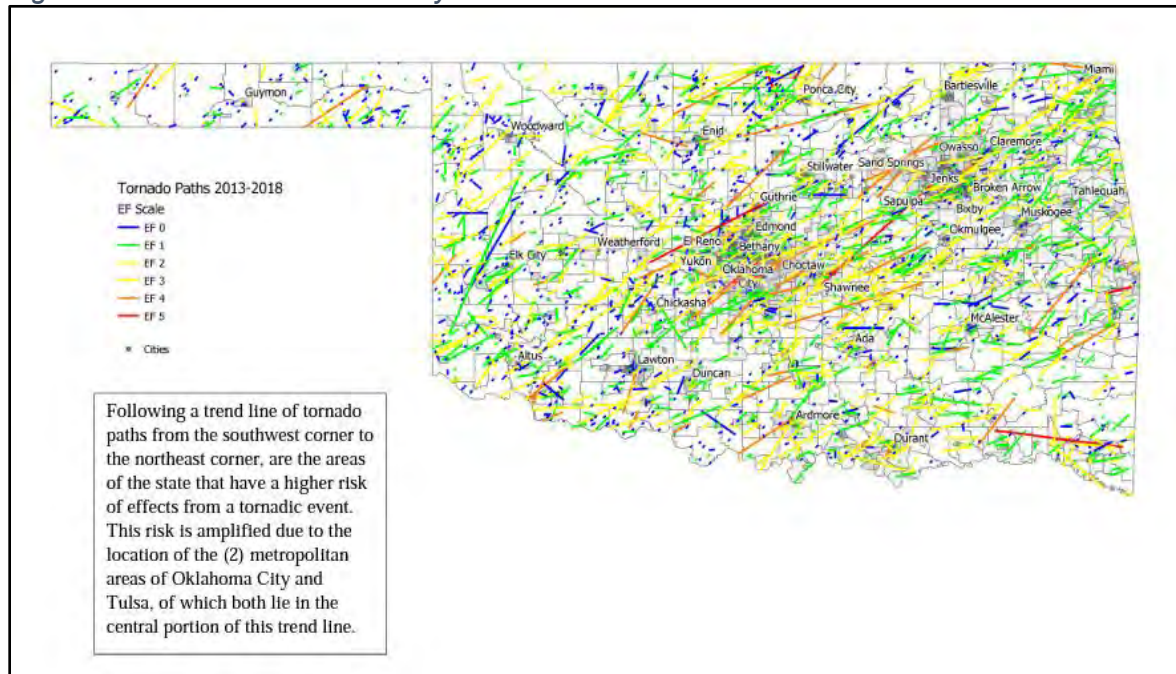 Miami
Guymon
Ponca City
Bartlesville
Woodward
Enid
Owasso
Claremore
Stillwater
Sand Springs
Jenks
Tornado Paths 2013-2018
Broken Arrow
Tahlequah
Guthrie
Sapulpa
Bixby
Muskogee
EF Scale
EF 0
Edmond
Okmulgee
EF 1
Weatherford
El Reno
Bethany
EF 2
Elk City
Yukon
Oklahoma
City
Choctaw
EF 3
Shawnee
EF 4
Chickasha
EF 5
McAlester
Cities
Ada
Altus
Lawton
Duncan
Ardmore
Durant
Following a trend line of tornado
paths from the southwest corner to
the northeast corner, are the areas
of the state that have a higher risk
of effects from a tornadic event.
This risk is amplified due to the
location of the (2) metropolitan
areas of Oklahoma City and
Tulsa, of which both lie in the
central portion of this trend line.